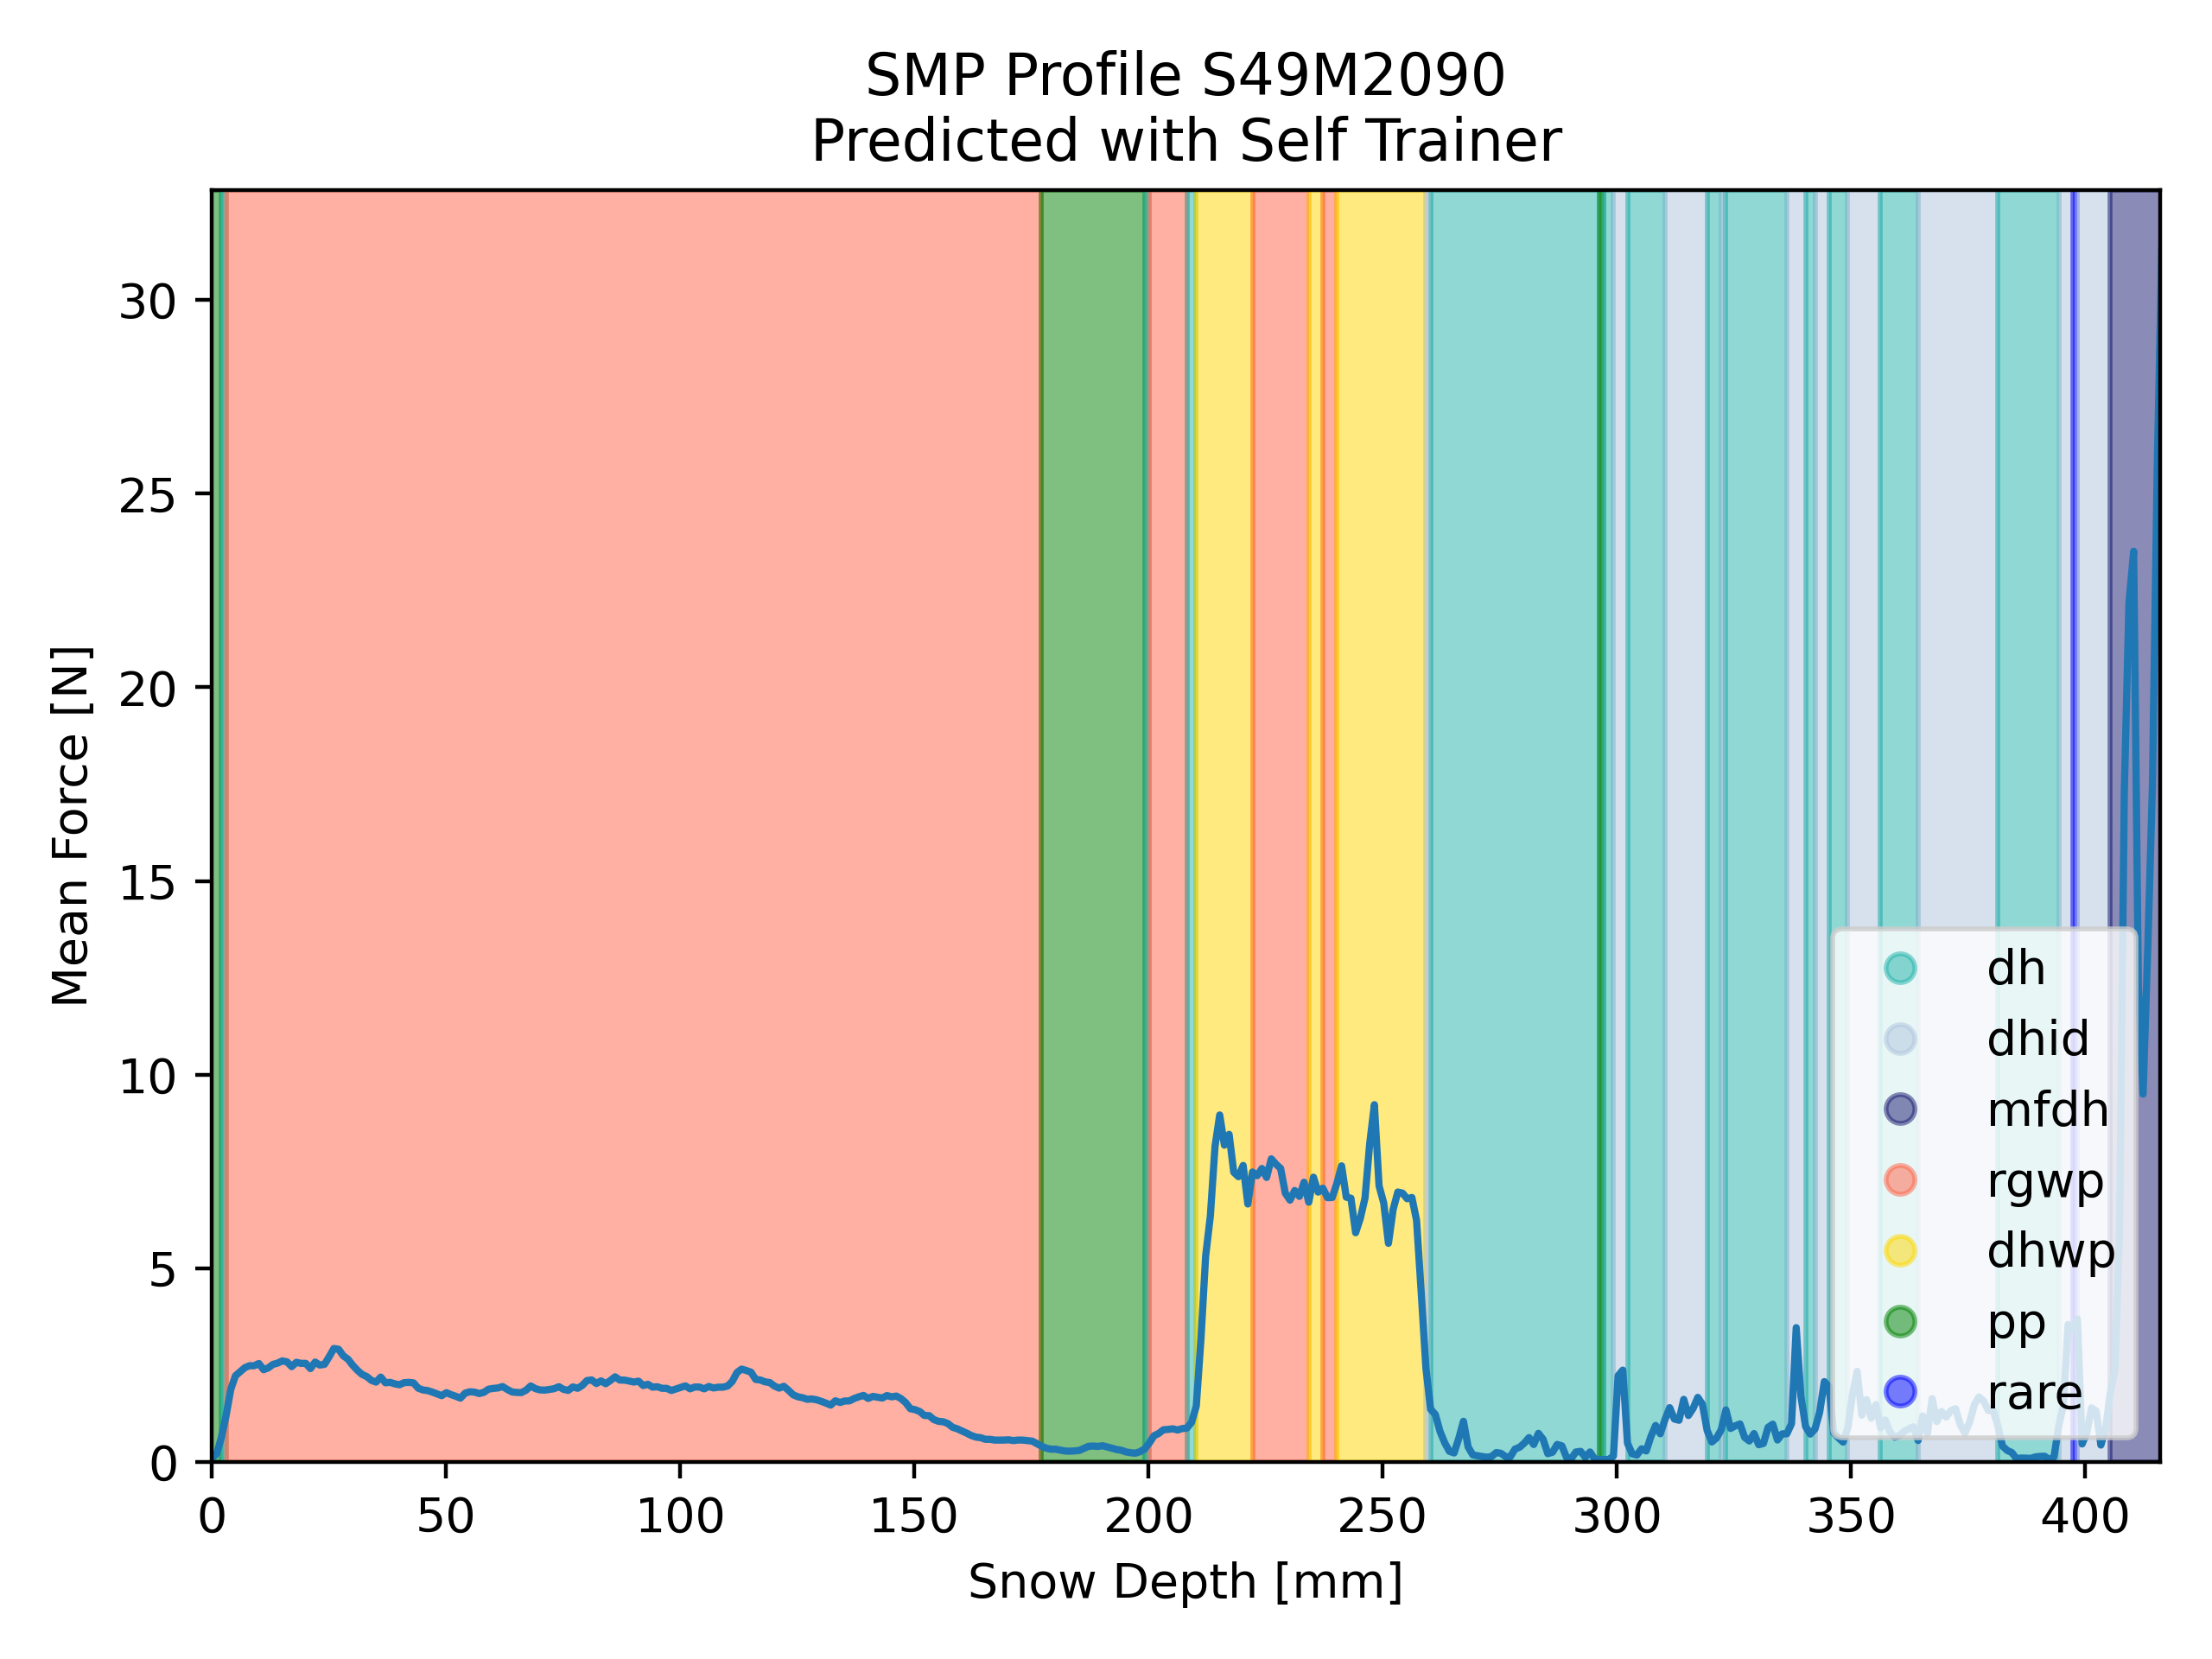 SMP Profile S49M2090
Predicted with Self Trainer
Mean Force [N]
30
25
20
15
10
5
0
dh
dhid
mfdh
rgwp
dhwp
pp
rare
0 50 100 150 200 250 300 350 400
Snow Depth [mm]